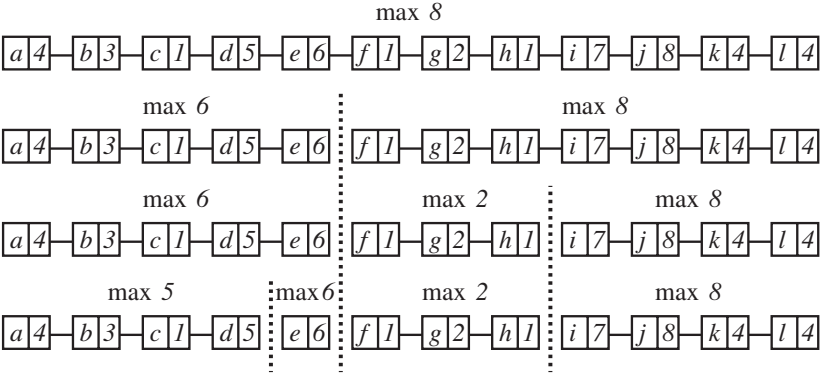 max 8
a 4 b 3 c 1 d 5 e 6 f 1 g 2 h 1 i 7 j 8 k 4 l 4
max 6 max 8
a 4 b 3 c 1 d 5 e 6 f 1 g 2 h 1 i 7 j 8 k 4 l 4
max 6 max 2 max 8
a 4 b 3 c 1 d 5 e 6 f 1 g 2 h 1 i 7 j 8 k 4 l 4
max 5 max6 max 2 max 8
a 4 b 3 c 1 d 5 e 6 f 1 g 2 h 1 i 7 j 8 k 4 l 4